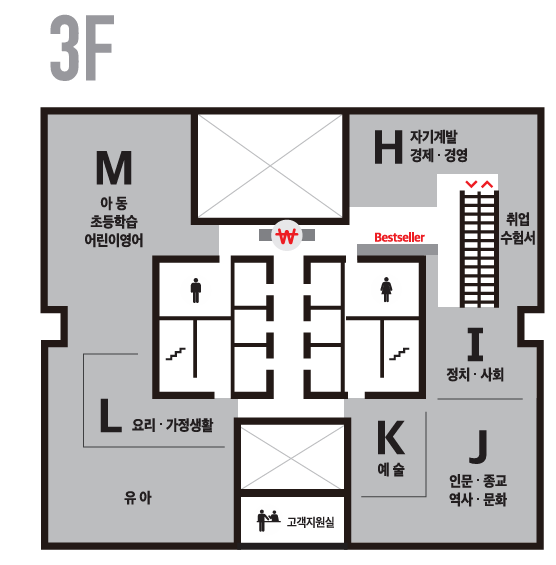 3F
M
아 동
초등학습
어린이영어
H 자기계발
경제 · 경영
취업
수험서
₩
Bestseller
I
정치 · 사회
L 요리 · 가정생활
K
예 술
J
인문 · 종교
역사 · 문화
유 아
고객지원실